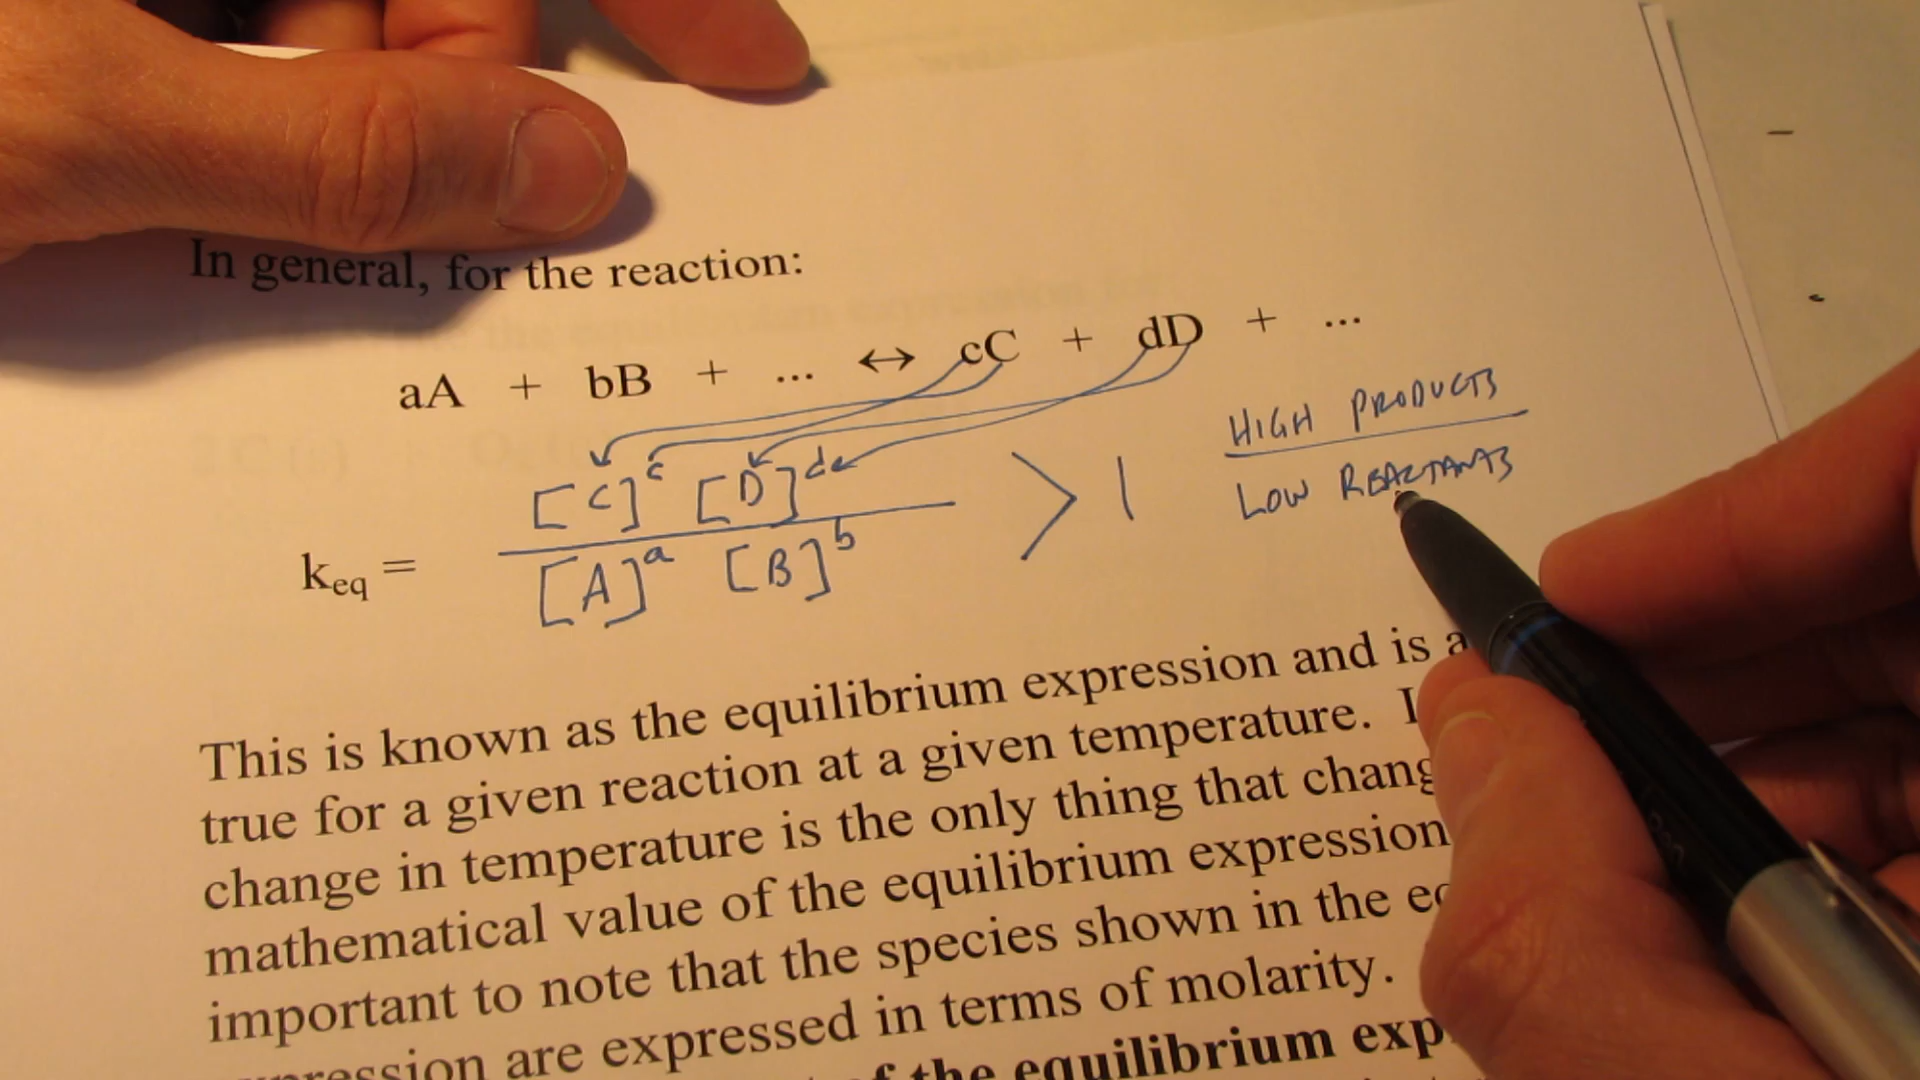 In general, for the reaction:
aA + bB + ... ↔ cC + dD + ...
HIGH PRODUCTS
LOW REACTANTS
[C]^c [D]^d > 1
k_eq =
[A]^a [B]^b
This is known as the equilibrium expression and is a
true for a given reaction at a given temperature.
change in temperature is the only thing that
mathematical value of the equilibrium expression
important to note that the species shown in the
are expressed in terms of molarity.
the equilibrium